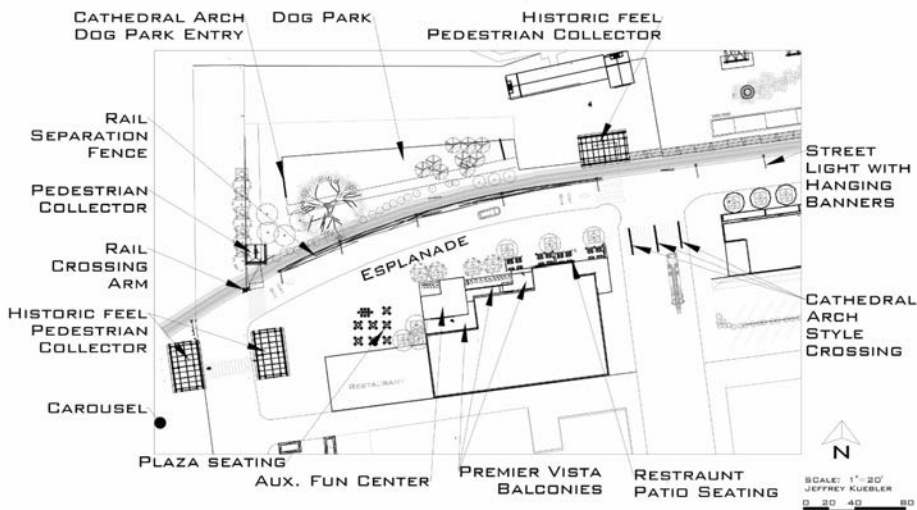 Cathedral Arch
Dog Park Entry
Dog Park
Historic feel
Pedestrian Collector
Rail
Separation
Fence
Pedestrian
Collector
Rail
Crossing
Arm
Historic feel
Pedestrian
Collector
Carousel
Street
Light with
Hanging
Banners
Cathedral
Arch
Style
Crossing
Esplanade
Restaurant
Plaza seating
Aux. Fun Center
Premier Vista
Balconies
Restraunt
Patio Seating
N
Scale: 1"=20'
Jeffrey Kuebler
0 20 40 80